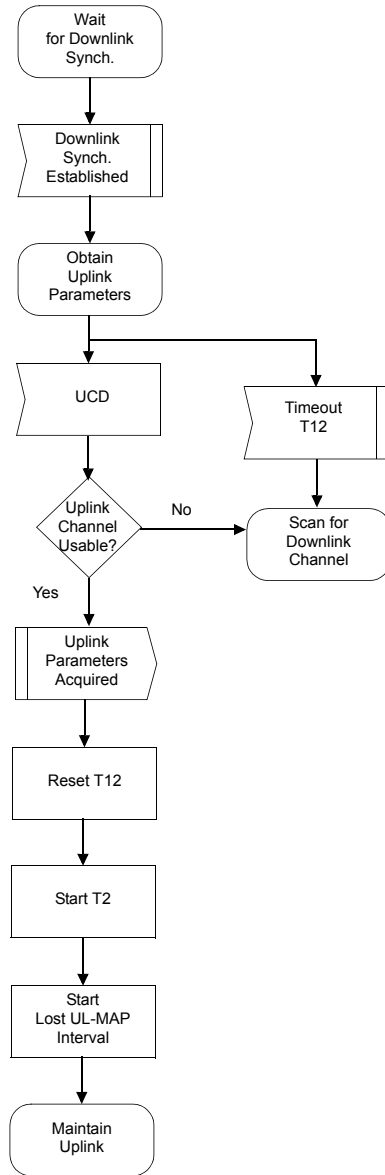 Wait
for Downlink
Synch.
Downlink
Synch.
Established
Obtain
Uplink
Parameters
UCD
Timeout
T12
Uplink
Channel
Usable?
No
Scan for
Downlink
Channel
Yes
Uplink
Parameters
Acquired
Reset T12
Start T2
Start
Lost UL-MAP
Interval
Maintain
Uplink